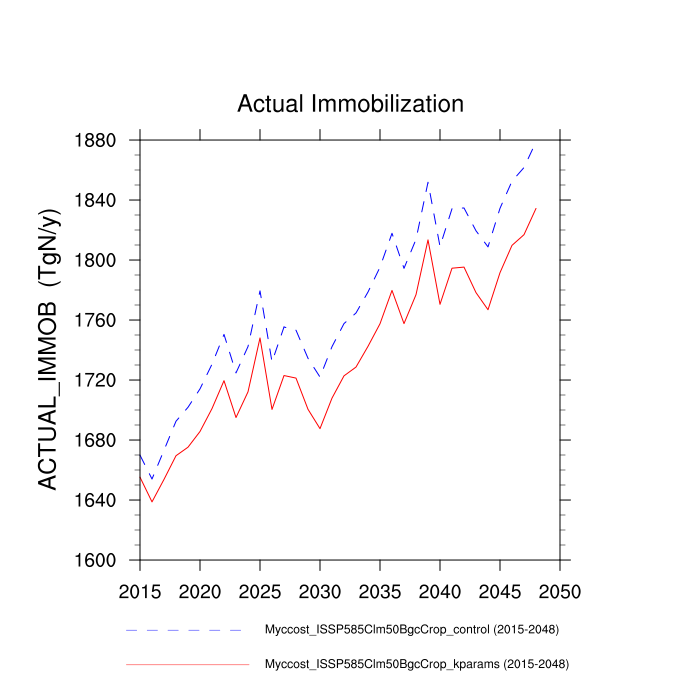 Actual Immobilization
ACTUAL_IMMOB (TgN/y)
1880
1840
1800
1760
1720
1680
1640
1600
2015 2020 2025 2030 2035 2040 2045 2050
Myccost_ISSP585Clm50BgcCrop_control (2015-2048)
Myccost_ISSP585Clm50BgcCrop_kparams (2015-2048)